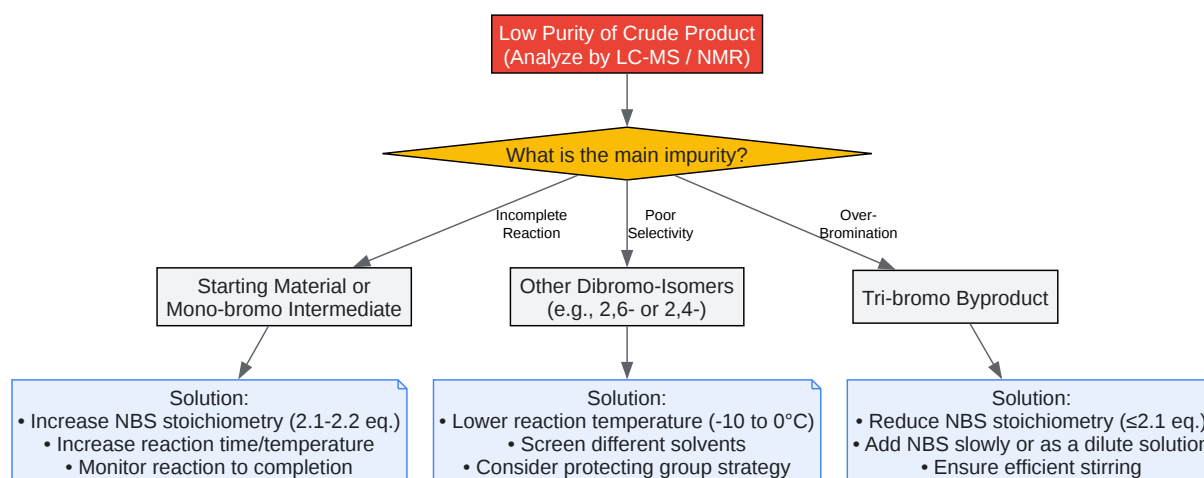 Low Purity of Crude Product
(Analyze by LC-MS / NMR)
What is the main impurity?
Incomplete
Reaction
Poor
Selectivity
Over-
Bromination
Starting Material or
Mono-bromo Intermediate
Other Dibromo-Isomers
(e.g., 2,6- or 2,4-)
Tri-bromo Byproduct
Solution:
• Increase NBS stoichiometry (2.1-2.2 eq.)
• Increase reaction time/temperature
• Monitor reaction to completion
Solution:
• Lower reaction temperature (-10 to 0°C)
• Screen different solvents
• Consider protecting group strategy
Solution:
• Reduce NBS stoichiometry (≤2.1 eq.)
• Add NBS slowly or as a dilute solution
• Ensure efficient stirring